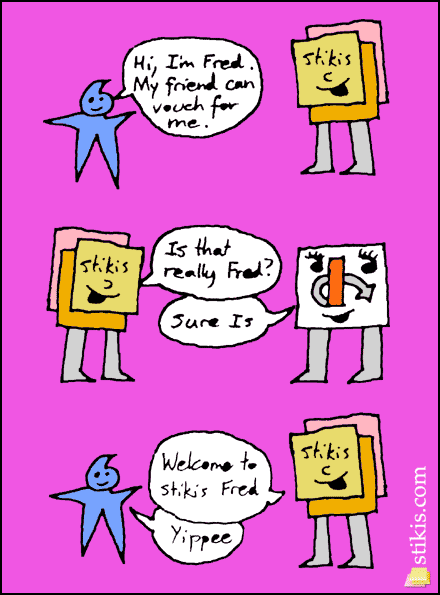 Hi, I'm Fred.
My friend can
vouch for
me.
stikis
stikis
Is that
really Fred?
Sure Is
Welcome to
stikis Fred
Yippee
stikis
stikis.com